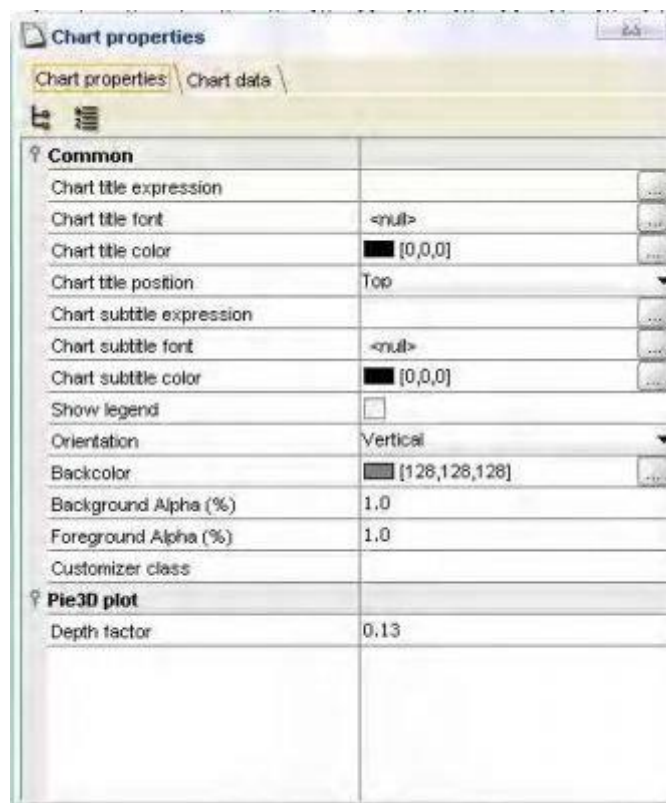 Chart properties
Chart properties Chart data
Common
Chart title expression ...
Chart title font <null> ...
Chart title color [0,0,0] ...
Chart title position Top
Chart subtitle expression ...
Chart subtitle font <null> ...
Chart subtitle color [0,0,0] ...
Show legend
Orientation Vertical
Backcolor [128,128,128] ...
Background Alpha (%) 1.0
Foreground Alpha (%) 1.0
Customizer class
Pie3D plot
Depth factor 0.13